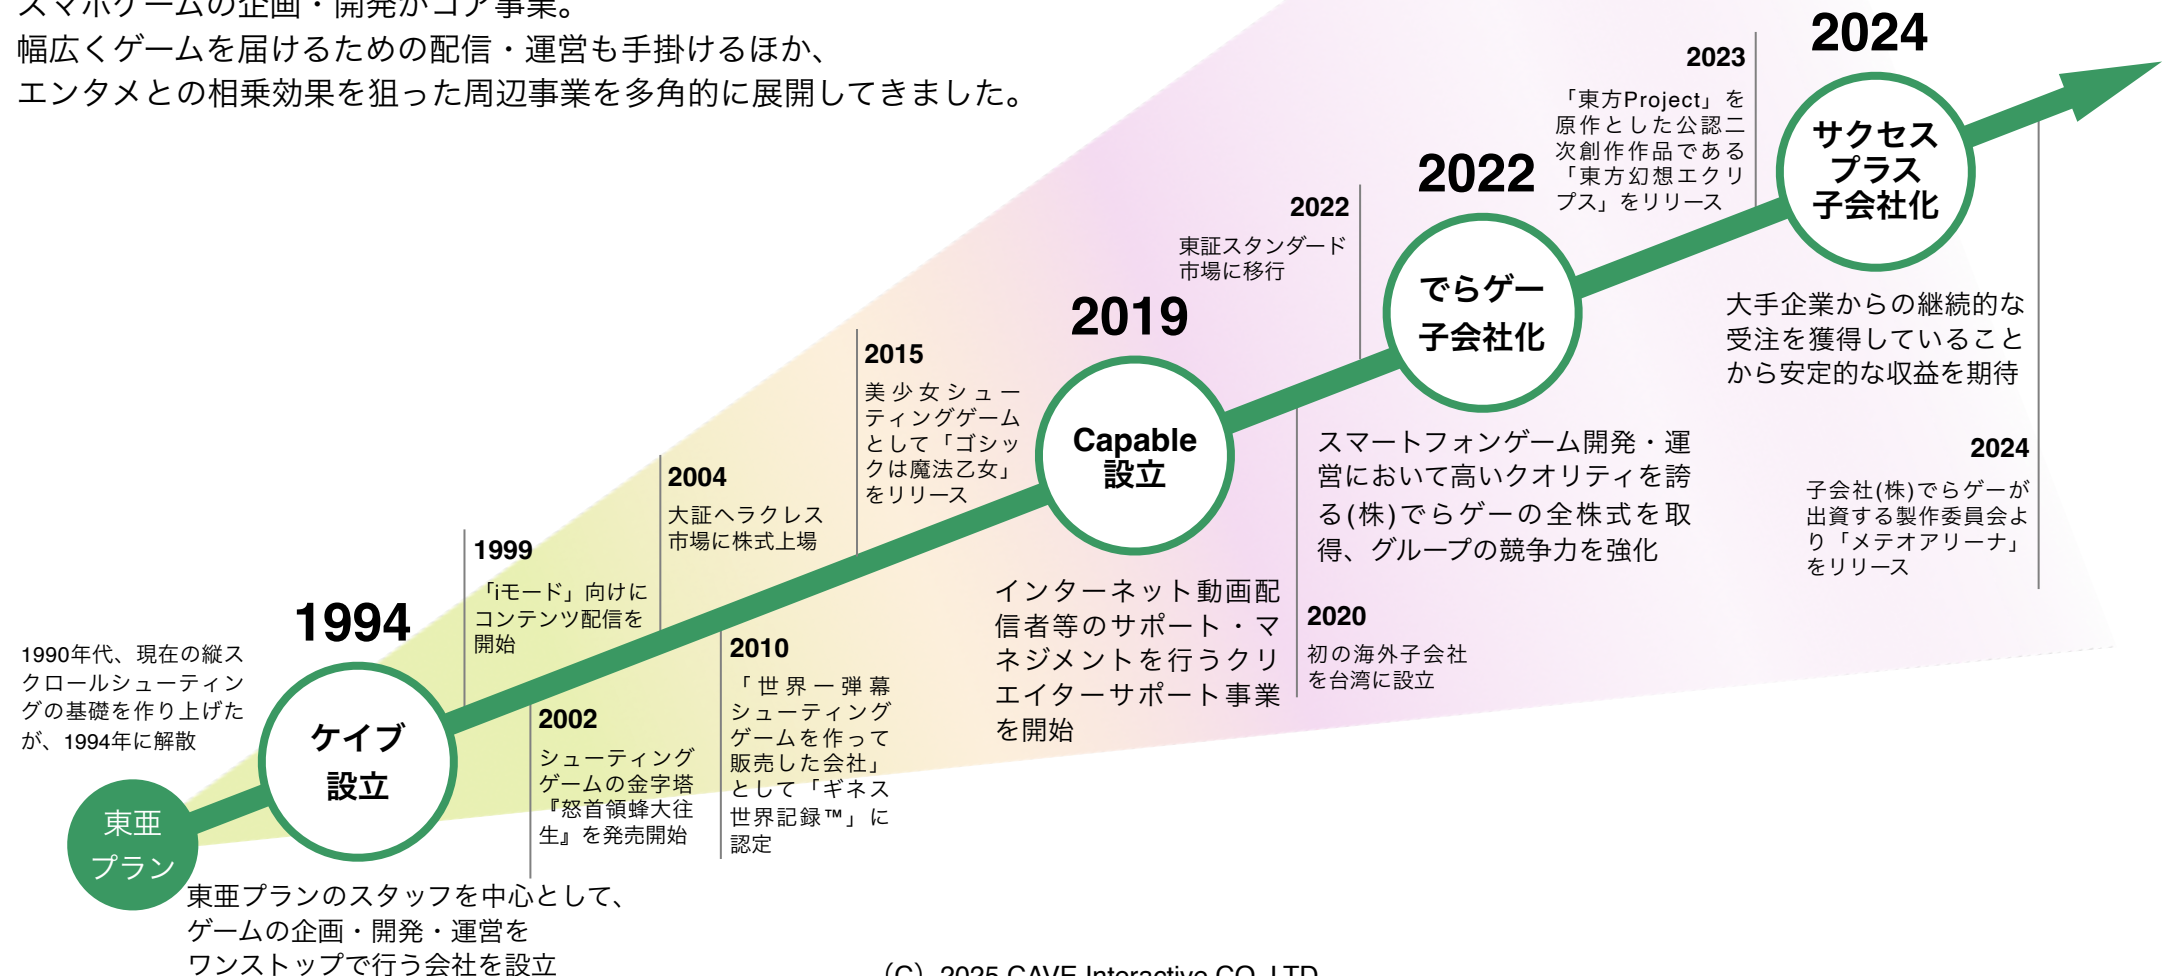 スマホゲームの企画・開発がコア事業。
幅広くゲームを届けるための配信・運営も手掛けるほか、
エンタメとの相乗効果を狙った周辺事業を多角的に展開してきました。
1990年代、現在の縦ス
クロールシューティン
グの基礎を作り上げた
が、1994年に解散
東亜
プラン
1994
ケイブ
設立
東亜プランのスタッフを中心として、
ゲームの企画・開発・運営を
ワンストップで行う会社を設立
1999
「iモード」向けに
コンテンツ配信を
開始
2002
シューティング
ゲームの金字塔
『怒首領蜂大往
生』を発売開始
2004
大証ヘラクレス
市場に株式上場
2010
「世界一弾幕
シューティング
ゲームを作って
販売した会社」
として「ギネス
世界記録™」に
認定
2015
美少女シュー
ティングゲーム
として「ゴシッ
クは魔法乙女」
をリリース
2019
Capable
設立
インターネット動画配
信者等のサポート・マ
ネジメントを行うクリ
エイターサポート事業
を開始
2020
初の海外子会社
を台湾に設立
2022
東証スタンダード
市場に移行
2022
でらゲー
子会社化
スマートフォンゲーム開発・運
営において高いクオリティを誇
る(株)でらゲーの全株式を取
得、グループの競争力を強化
2023
「東方Project」を
原作とした公認二
次創作作品である
「東方幻想エクリ
プス」をリリース
2024
サクセス
プラス
子会社化
大手企業からの継続的な
受注を獲得していること
から安定的な収益を期待
2024
子会社(株)でらゲーが
出資する製作委員会よ
り「メテオアリーナ」
をリリース
（C）2025 CAVE Interactive CO.,LTD.